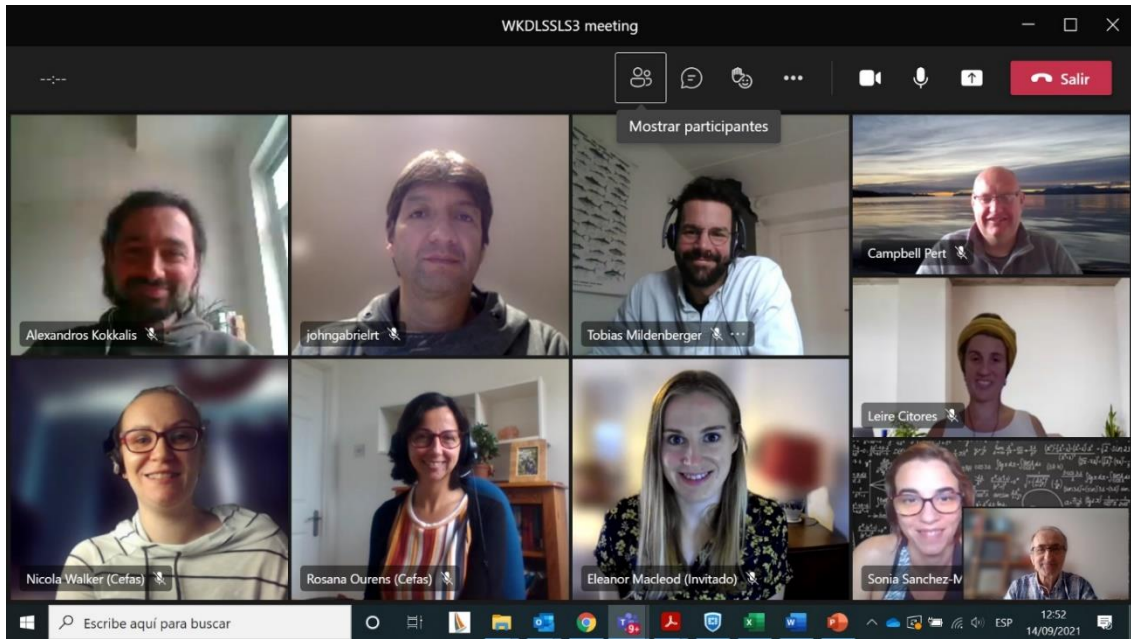 WKDLSSLS3 meeting
--:--
Salir
Mostrar participantes
Alexandros Kokkalis
johngabrielrt
Tobias Mildenberger
Campbell Pert
Leire Citores
Nicola Walker (Cefas)
Rosana Ourens (Cefas)
Eleanor Macleod (Invitado)
Sonia Sanchez-M
Escribe aquí para buscar
9+
ESP
12:52
14/09/2021